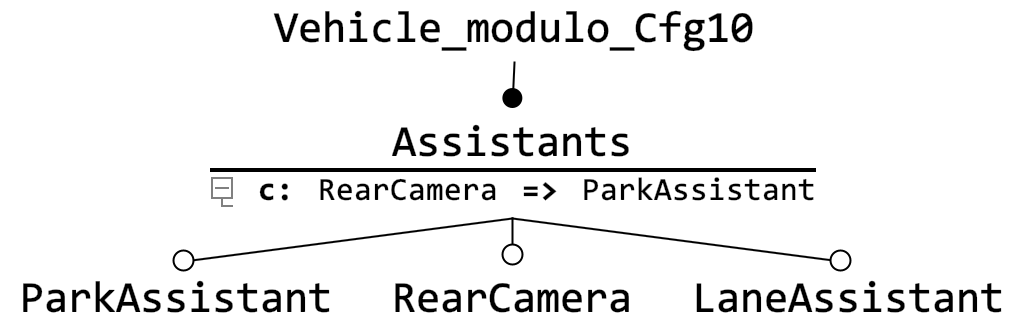 Vehicle_modulo_Cfg10
Assistants
c: RearCamera => ParkAssistant
ParkAssistant RearCamera LaneAssistant